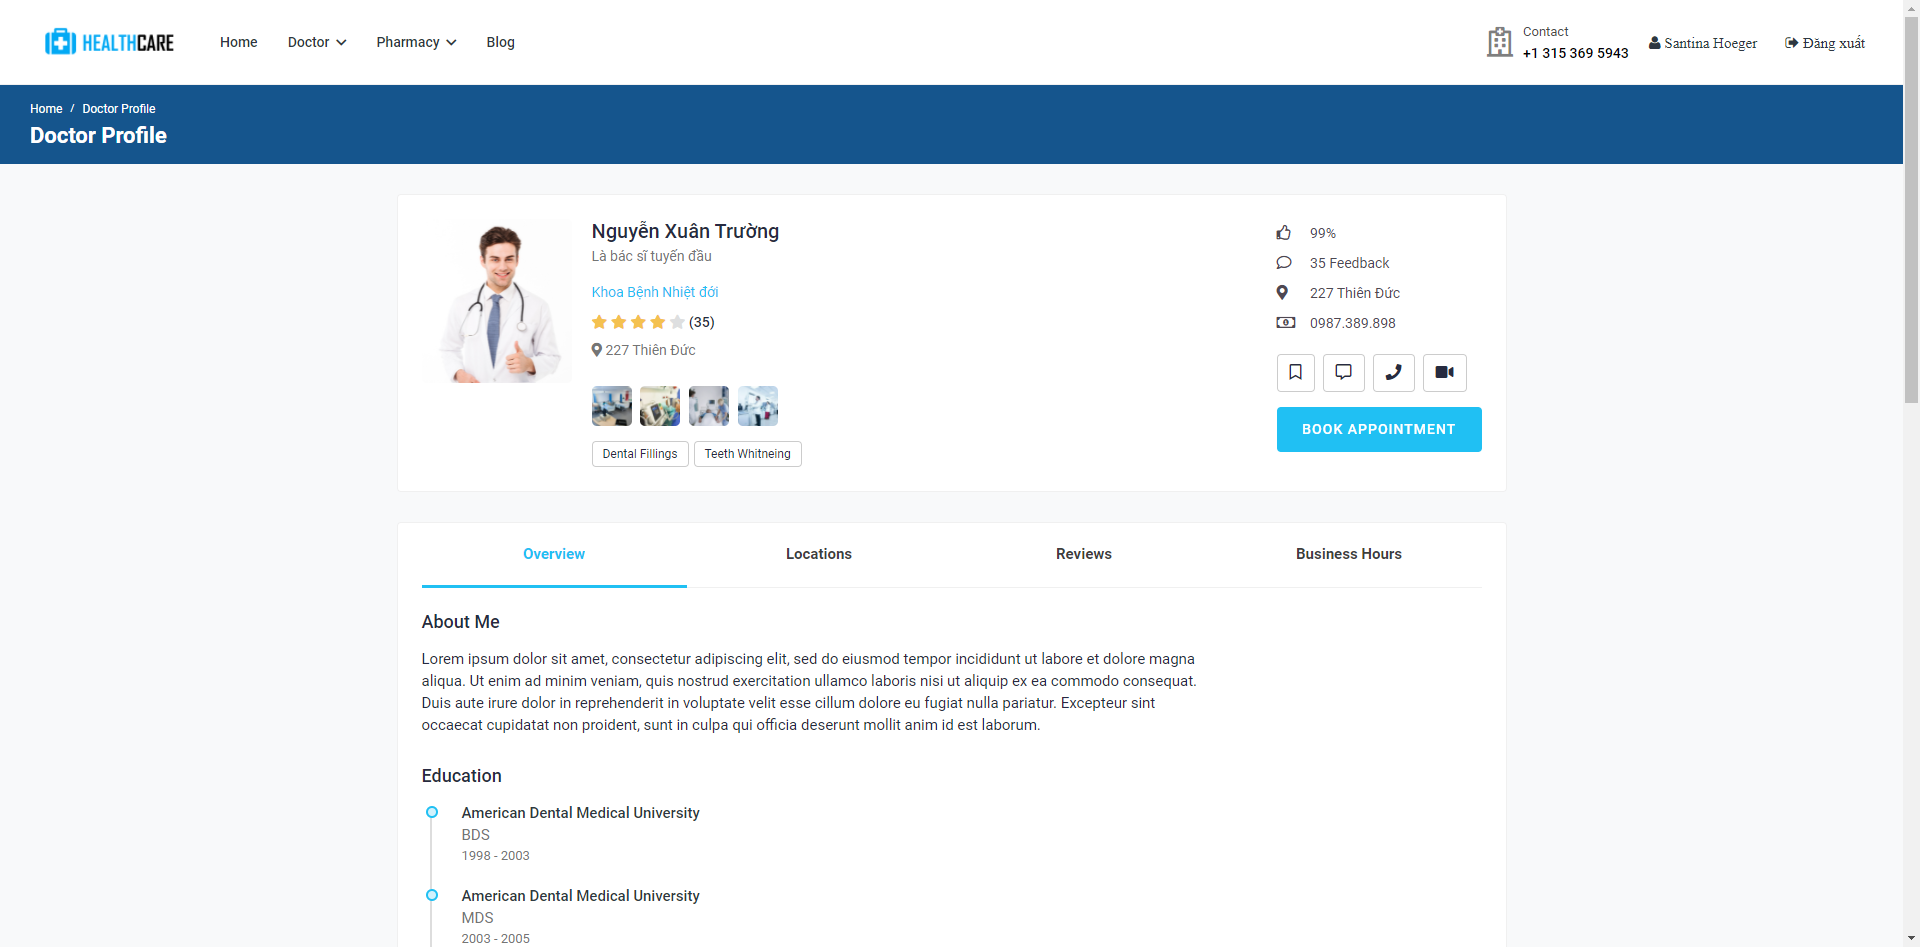 HEALTHCARE
Home
Doctor
Pharmacy
Blog
Contact
+1 315 369 5943
Santina Hoeger
Đăng xuất
Home / Doctor Profile
Doctor Profile
Nguyễn Xuân Trường
Là bác sĩ tuyến đầu
Khoa Bệnh Nhiệt đới
(35)
227 Thiên Đức
Dental Fillings
Teeth Whitneing
99%
35 Feedback
227 Thiên Đức
0987.389.898
BOOK APPOINTMENT
Overview
Locations
Reviews
Business Hours
About Me
Lorem ipsum dolor sit amet, consectetur adipiscing elit, sed do eiusmod tempor incididunt ut labore et dolore magna
aliqua. Ut enim ad minim veniam, quis nostrud exercitation ullamco laboris nisi ut aliquip ex ea commodo consequat.
Duis aute irure dolor in reprehenderit in voluptate velit esse cillum dolore eu fugiat nulla pariatur. Excepteur sint
occaecat cupidatat non proident, sunt in culpa qui officia deserunt mollit anim id est laborum.
Education
American Dental Medical University
BDS
1998 - 2003
American Dental Medical University
MDS
2003 - 2005